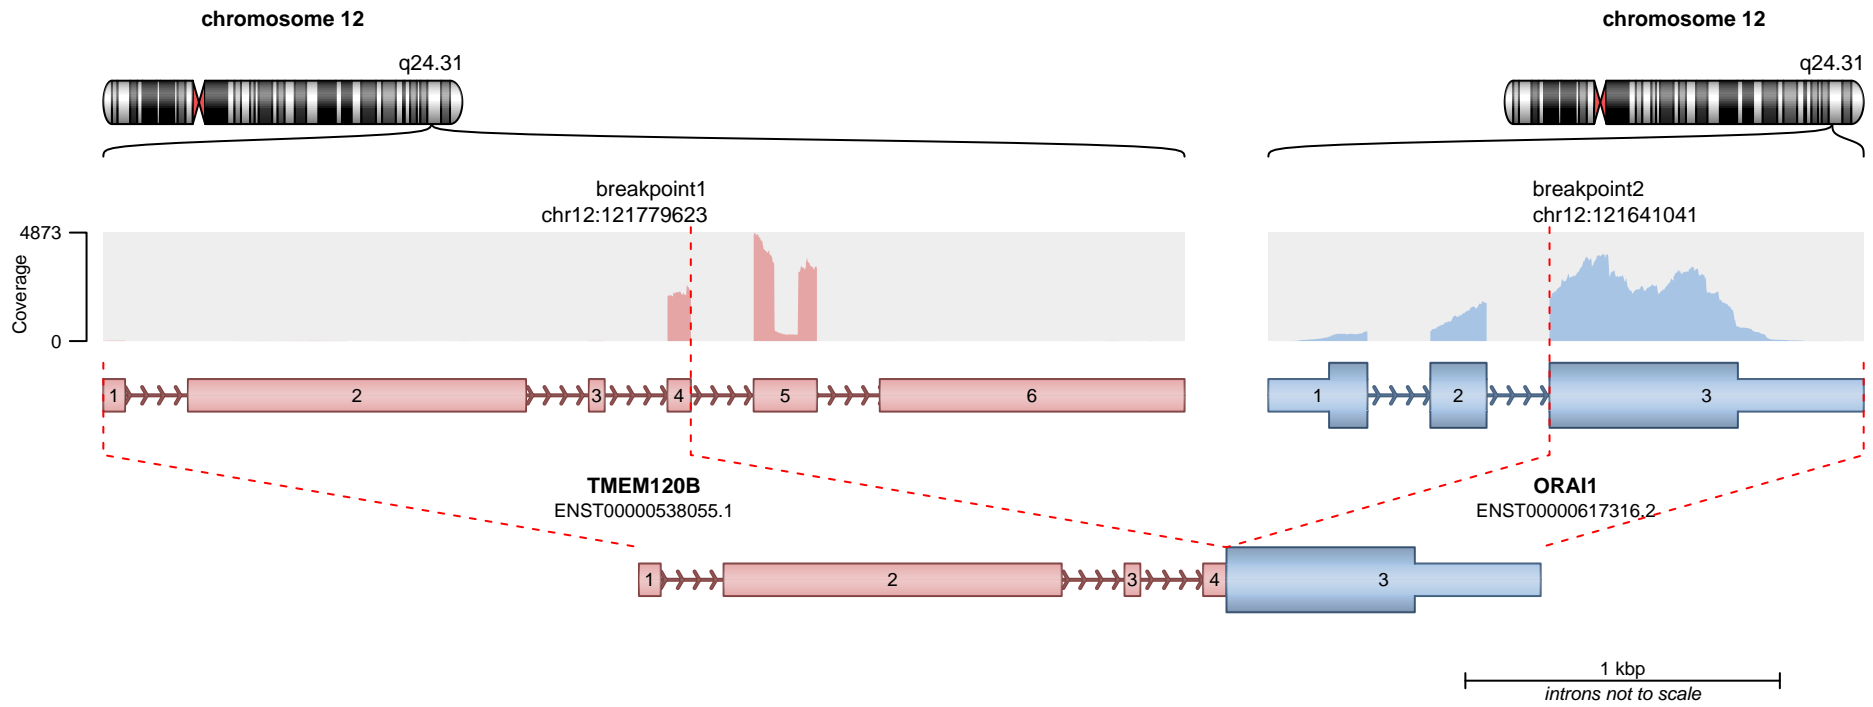 chromosome 12
chromosome 12
q24.31
q24.31
breakpoint1
chr12:121779623
breakpoint2
chr12:121641041
4873
Coverage
0
1
2
3
4
5
6
1
2
3
TMEM120B
ENST00000538055.1
ORAI1
ENST00000617316.2
1
2
3
4
3
1 kbp
introns not to scale